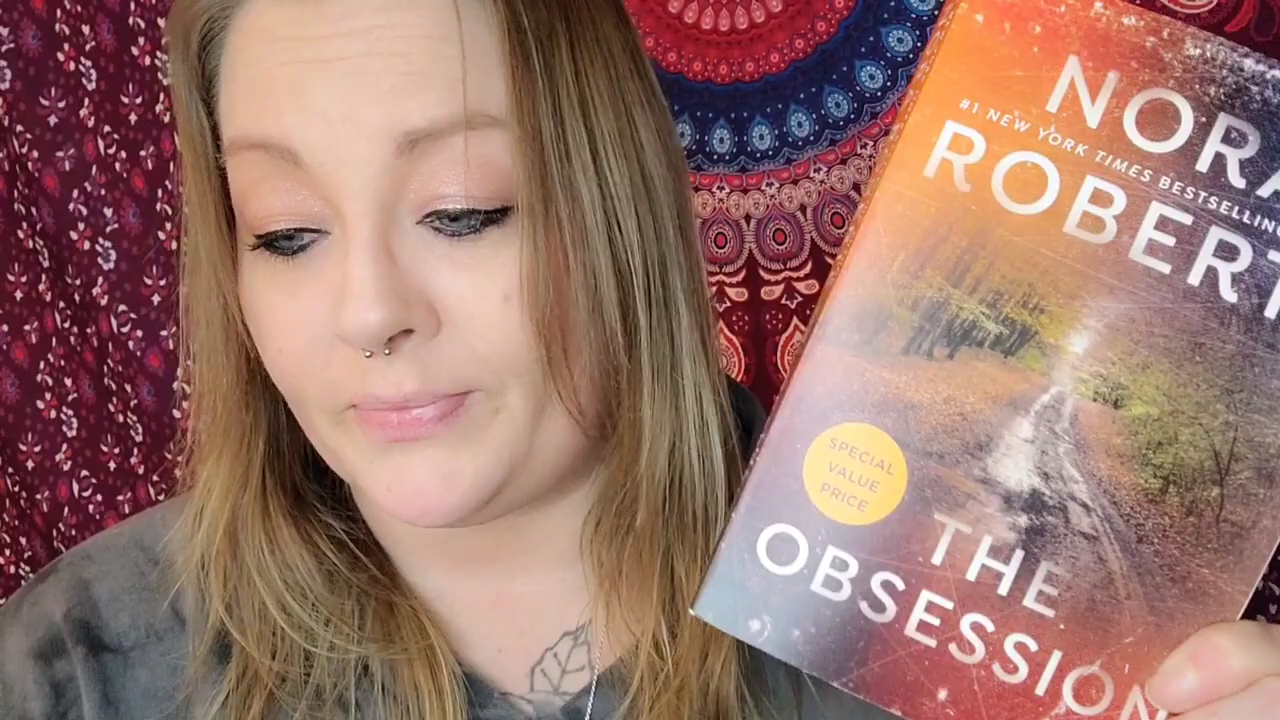 NORA
#1 NEW YORK TIMES BESTSELLING
ROBERT
SPECIAL
VALUE
PRICE
THE
OBSESSION